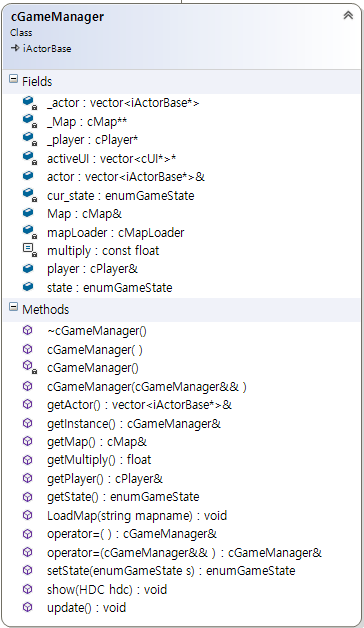 cGameManager
Class
iActorBase
Fields
_actor : vector<iActorBase*>
_Map : cMap**
_player : cPlayer*
activeUI : vector<cUI*>*
actor : vector<iActorBase*>&
cur_state : enumGameState
Map : cMap&
mapLoader : cMapLoader
multiply : const float
player : cPlayer&
state : enumGameState
Methods
~cGameManager()
cGameManager( )
cGameManager()
cGameManager(cGameManager&& )
getActor() : vector<iActorBase*>&
getInstance() : cGameManager&
getMap() : cMap&
getMultiply() : float
getPlayer() : cPlayer&
getState() : enumGameState
LoadMap(string mapname) : void
operator=( ) : cGameManager&
operator=(cGameManager&& ) : cGameManager&
setState(enumGameState s) : enumGameState
show(HDC hdc) : void
update() : void